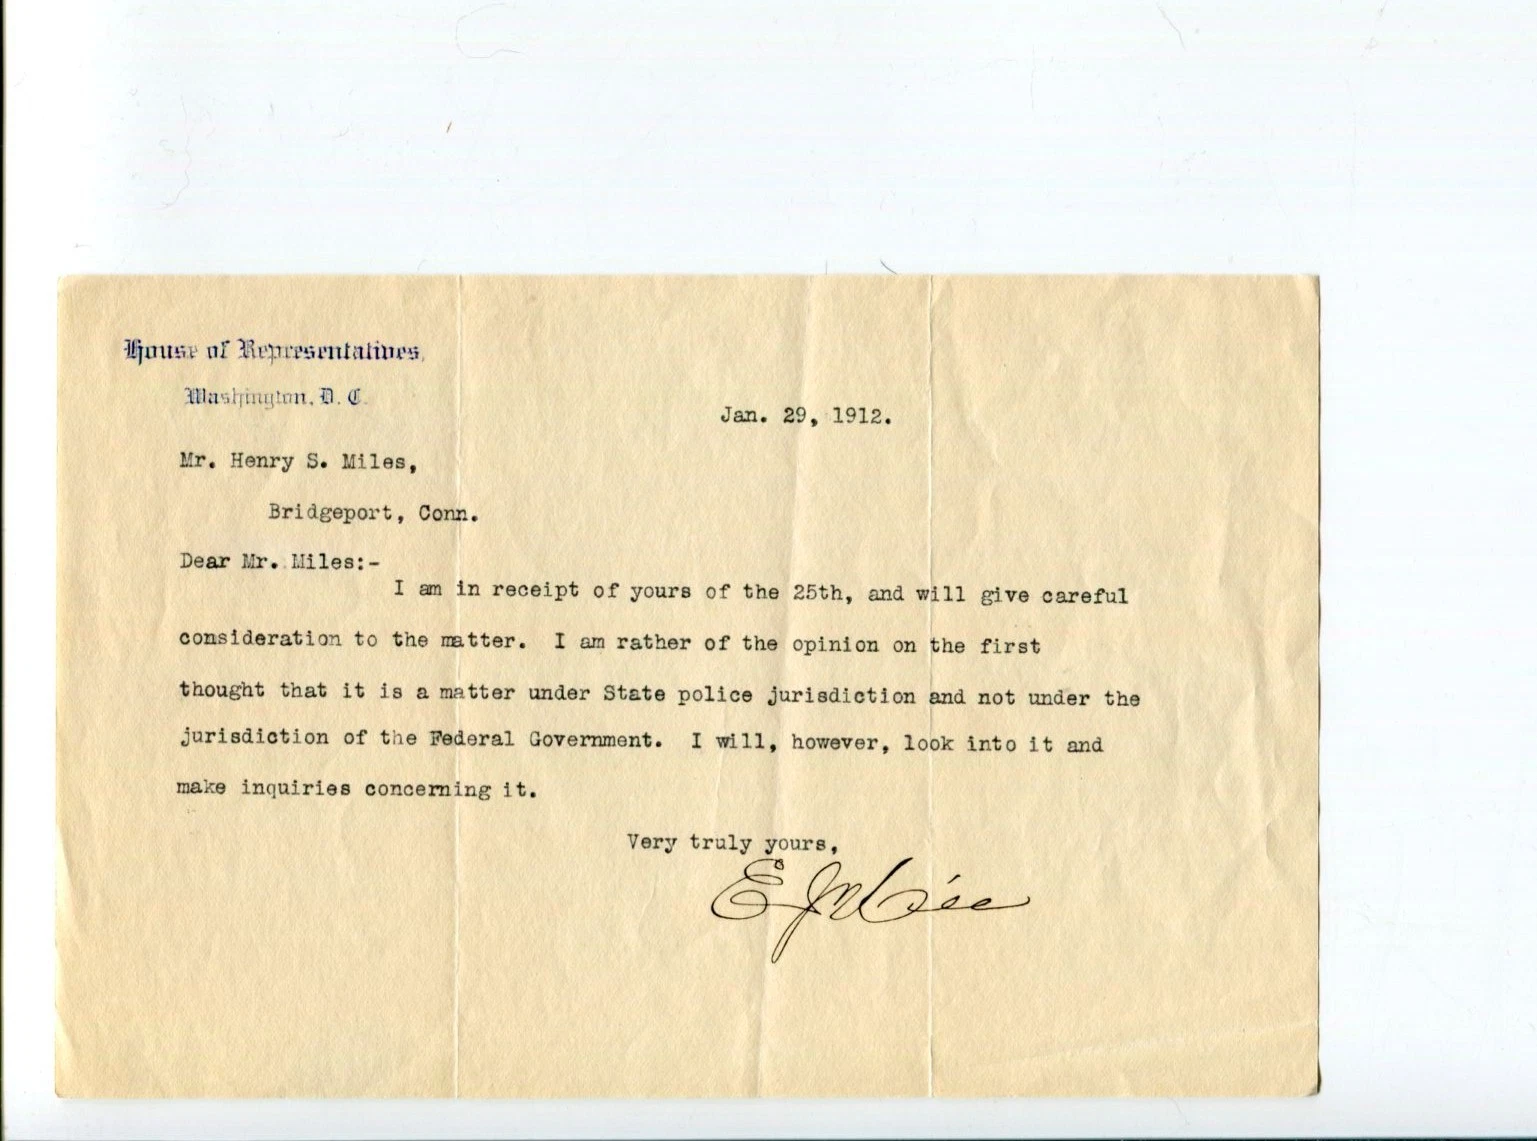 House of Representatives,
Washington, D. C.
Jan. 29, 1912.
Mr. Henry S. Miles,
Bridgeport, Conn.
Dear Mr. Miles:-
I am in receipt of yours of the 25th, and will give careful
consideration to the matter. I am rather of the opinion on the first
thought that it is a matter under State police jurisdiction and not under the
jurisdiction of the Federal Government. I will, however, look into it and
make inquiries concerning it.
Very truly yours,
E J Hill